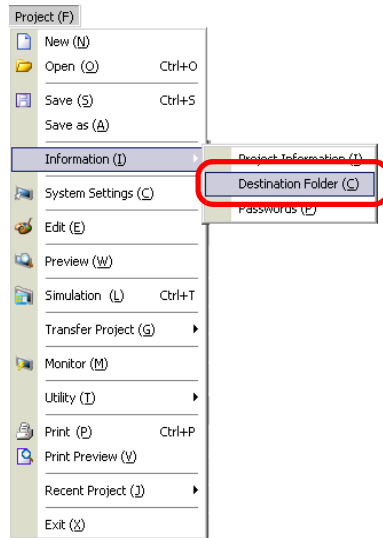 Project (F)
New (N)
Open (O) Ctrl+O
Save (S) Ctrl+S
Save as (A)
Information (I)
Project Information (I)
Destination Folder (C)
Passwords (P)
System Settings (C)
Edit (E)
Preview (W)
Simulation (L) Ctrl+T
Transfer Project (G)
Monitor (M)
Utility (T)
Print (P) Ctrl+P
Print Preview (V)
Recent Project (J)
Exit (X)